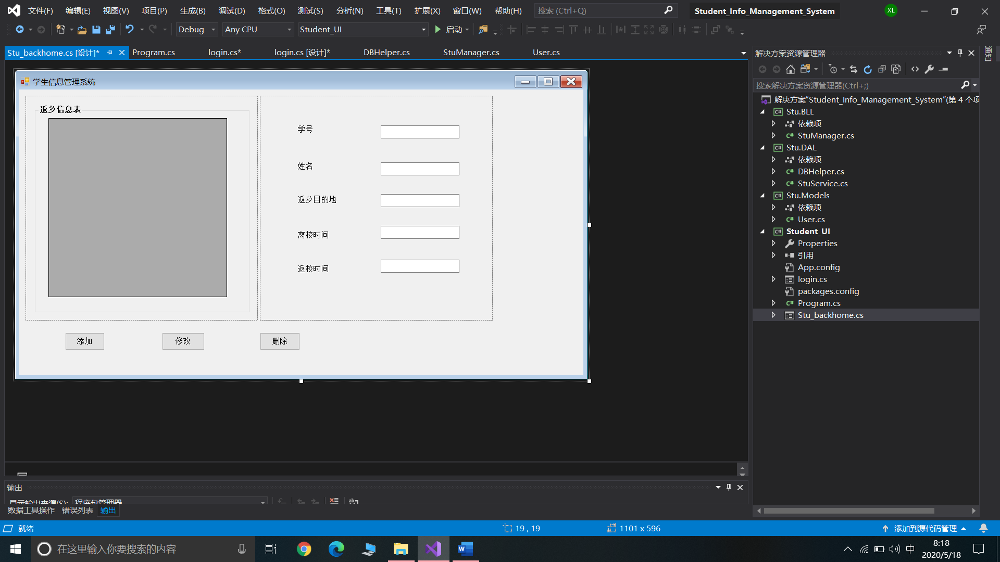 文件(F) 编辑(E) 视图(V) 项目(P) 生成(B) 调试(D) 格式(O) 测试(S) 分析(N) 工具(T) 扩展(X) 窗口(W) 帮助(H) 搜索 (Ctrl+Q) Student_Info_Management_System XL
Debug Any CPU Student_UI 启动
Stu_backhome.cs [设计]* Program.cs login.cs* login.cs [设计]* DBHelper.cs StuManager.cs User.cs
学生信息管理系统
返乡信息表
学号
姓名
返乡目的地
离校时间
返校时间
添加 修改 删除
解决方案资源管理器
通知
搜索解决方案资源管理器(Ctrl+;)
解决方案"Student_Info_Management_System"(第 4 个项
C# Stu.BLL
依赖项
C# StuManager.cs
C# Stu.DAL
依赖项
C# DBHelper.cs
C# StuService.cs
C# Stu.Models
依赖项
C# User.cs
C# Student_UI
Properties
引用
App.config
login.cs
packages.config
C# Program.cs
Stu_backhome.cs
输出
显示输出来源(S): 程序包管理器
数据工具操作 错误列表 输出
就绪 19 , 19 1101 x 596 添加到源代码管理
在这里输入你要搜索的内容 中 8:18
2020/5/18